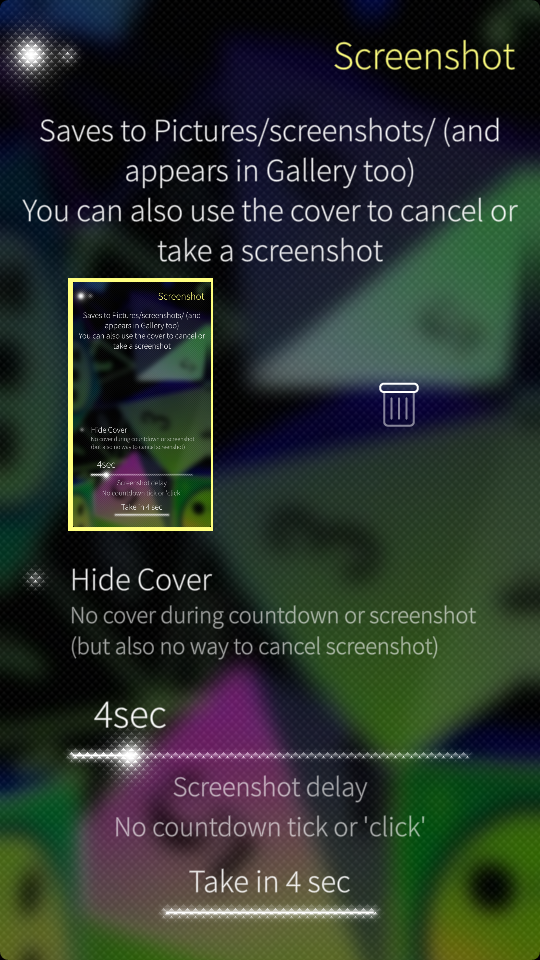 Screenshot
Saves to Pictures/screenshots/ (and
appears in Gallery too)
You can also use the cover to cancel or
take a screenshot
Screenshot
Saves to Pictures/screenshots/ (and
appears in Gallery too)
You can also use the cover to cancel or
take a screenshot
Hide Cover
No cover during countdown or screenshot
(but also no way to cancel screenshot)
4sec
Screenshot delay
No countdown tick or 'click'
Take in 4 sec
Hide Cover
No cover during countdown or screenshot
(but also no way to cancel screenshot)
4sec
Screenshot delay
No countdown tick or 'click'
Take in 4 sec